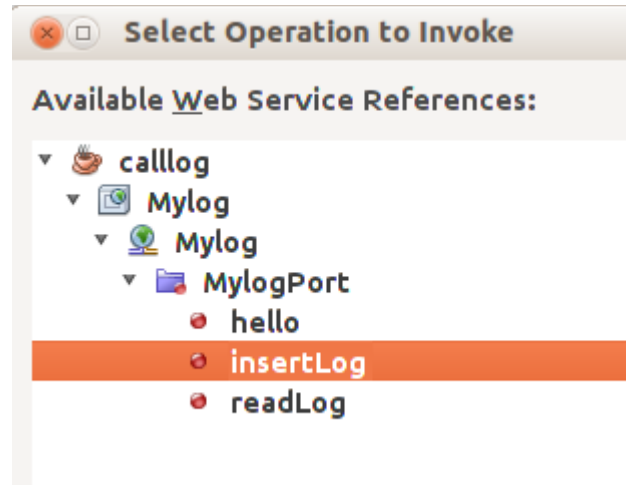 Select Operation to Invoke
Available Web Service References:
calllog
Mylog
Mylog
MylogPort
hello
insertLog
readLog